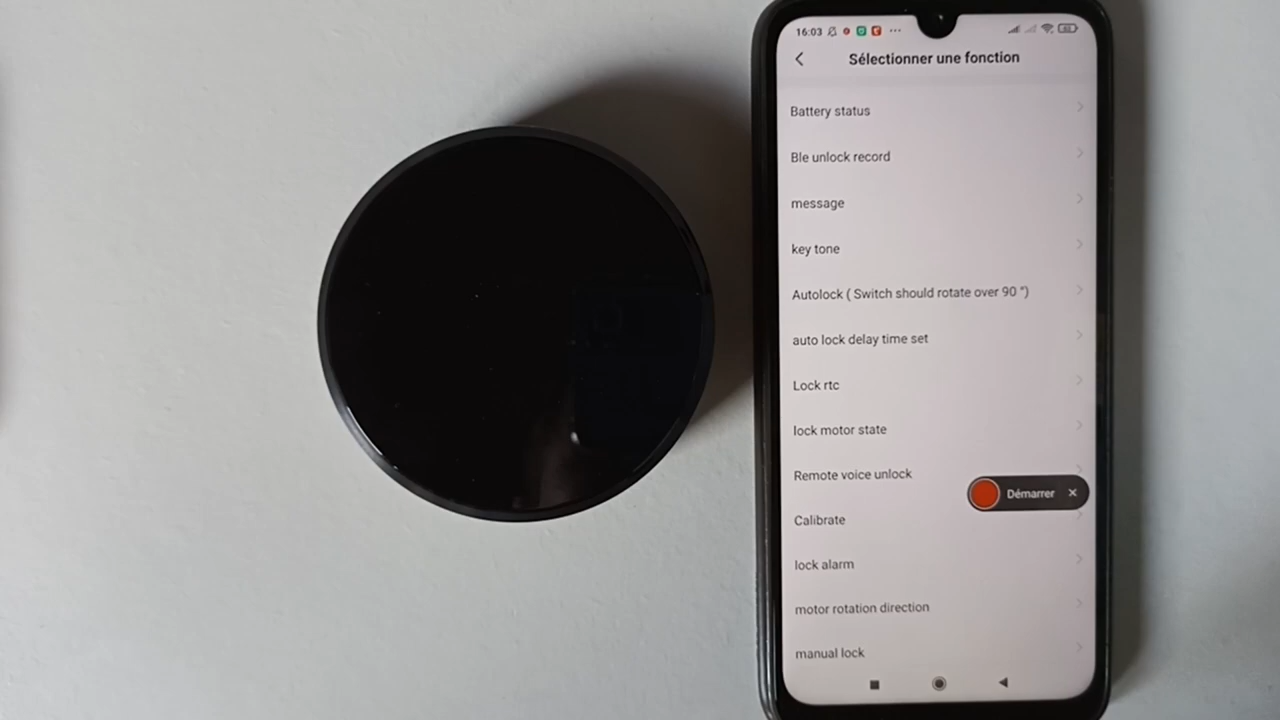 16:03
Sélectionner une fonction
Battery status
Ble unlock record
message
key tone
Autolock ( Switch should rotate over 90 °)
auto lock delay time set
Lock rtc
lock motor state
Remote voice unlock
Démarrer
Calibrate
lock alarm
motor rotation direction
manual lock